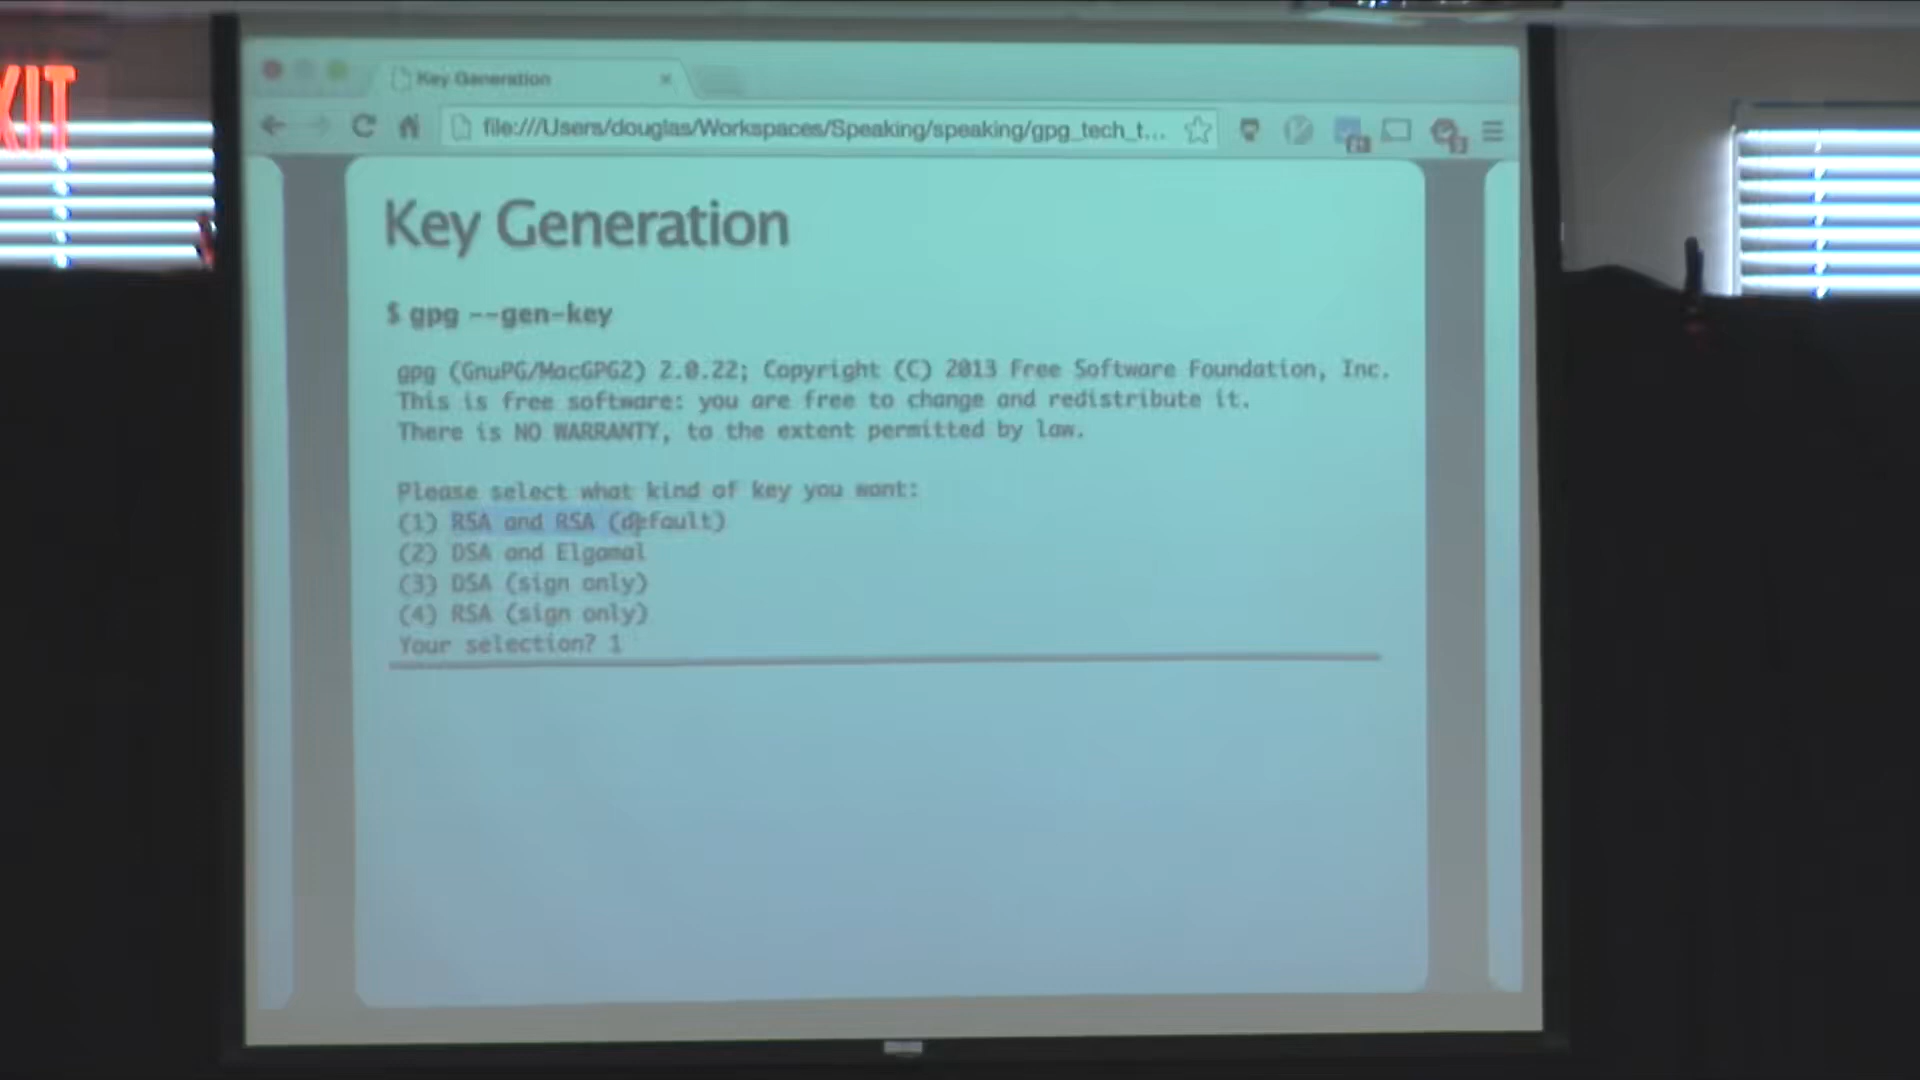 XIT
Key Generation
file:///Users/douglas/Workspaces/Speaking/speaking/gpg_tech_t...
Key Generation
$ gpg --gen-key
gpg (GnuPG/MacGPG2) 2.0.22; Copyright (C) 2013 Free Software Foundation, Inc.
This is free software: you are free to change and redistribute it.
There is NO WARRANTY, to the extent permitted by law.
Please select what kind of key you want:
(1) RSA and RSA (default)
(2) DSA and Elgamal
(3) DSA (sign only)
(4) RSA (sign only)
Your selection? 1